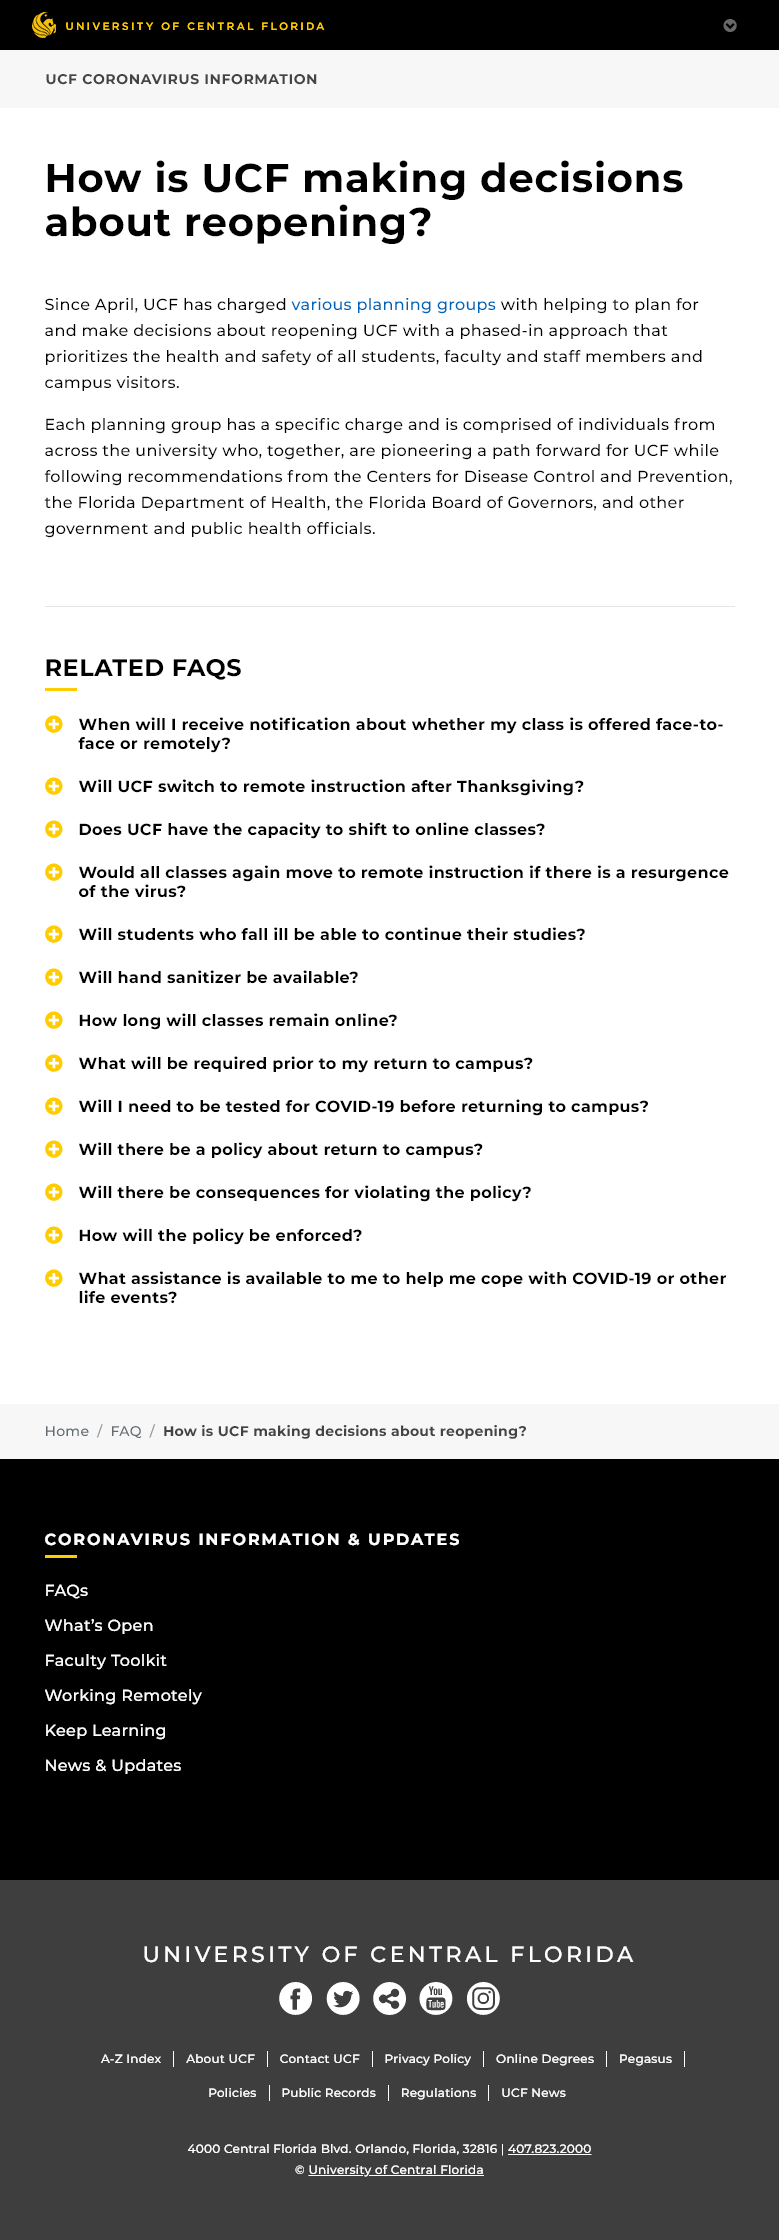 UNIVERSITY OF CENTRAL FLORIDA
UCF CORONAVIRUS INFORMATION
How is UCF making decisions
about reopening?
Since April, UCF has charged various planning groups with helping to plan for
and make decisions about reopening UCF with a phased-in approach that
prioritizes the health and safety of all students, faculty and staff members and
campus visitors.
Each planning group has a specific charge and is comprised of individuals from
across the university who, together, are pioneering a path forward for UCF while
following recommendations from the Centers for Disease Control and Prevention,
the Florida Department of Health, the Florida Board of Governors, and other
government and public health officials.
RELATED FAQS
When will I receive notification about whether my class is offered face-to-
face or remotely?
Will UCF switch to remote instruction after Thanksgiving?
Does UCF have the capacity to shift to online classes?
Would all classes again move to remote instruction if there is a resurgence
of the virus?
Will students who fall ill be able to continue their studies?
Will hand sanitizer be available?
How long will classes remain online?
What will be required prior to my return to campus?
Will I need to be tested for COVID-19 before returning to campus?
Will there be a policy about return to campus?
Will there be consequences for violating the policy?
How will the policy be enforced?
What assistance is available to me to help me cope with COVID-19 or other
life events?
Home / FAQ / How is UCF making decisions about reopening?
CORONAVIRUS INFORMATION & UPDATES
FAQs
What's Open
Faculty Toolkit
Working Remotely
Keep Learning
News & Updates
UNIVERSITY OF CENTRAL FLORIDA
You
Tube
A-Z Index | About UCF | Contact UCF | Privacy Policy | Online Degrees | Pegasus |
Policies | Public Records | Regulations | UCF News
4000 Central Florida Blvd. Orlando, Florida, 32816 | 407.823.2000
© University of Central Florida